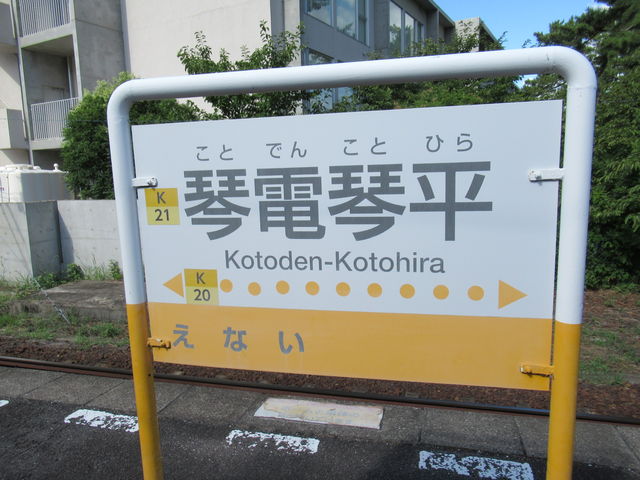 こと でん こと ひら
K
21
琴電琴平
Kotoden-Kotohira
K
20
えない